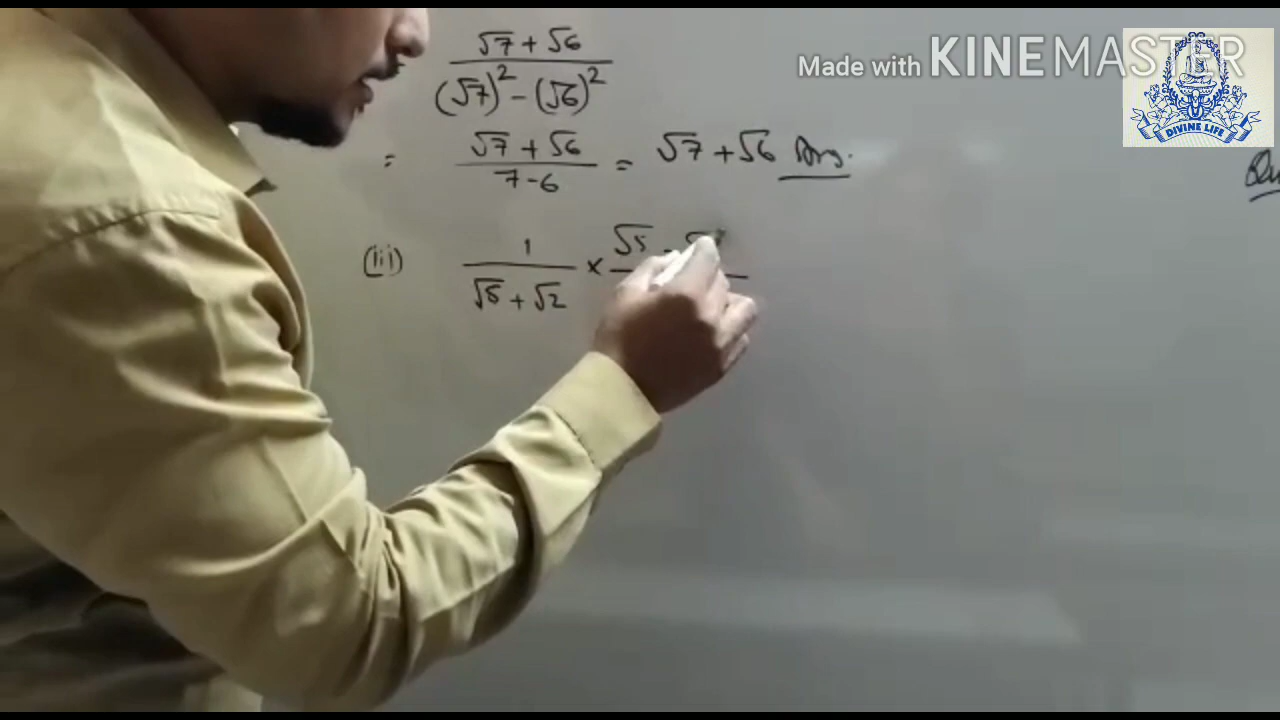 Made with KINEMASTER
DIVINE LIFE
√7 + √6
(√7)² - (√6)²
= √7 + √6 / 7 - 6 = √7 + √6 Ans.
(iii) 1 / √5 + √2 × √5 -